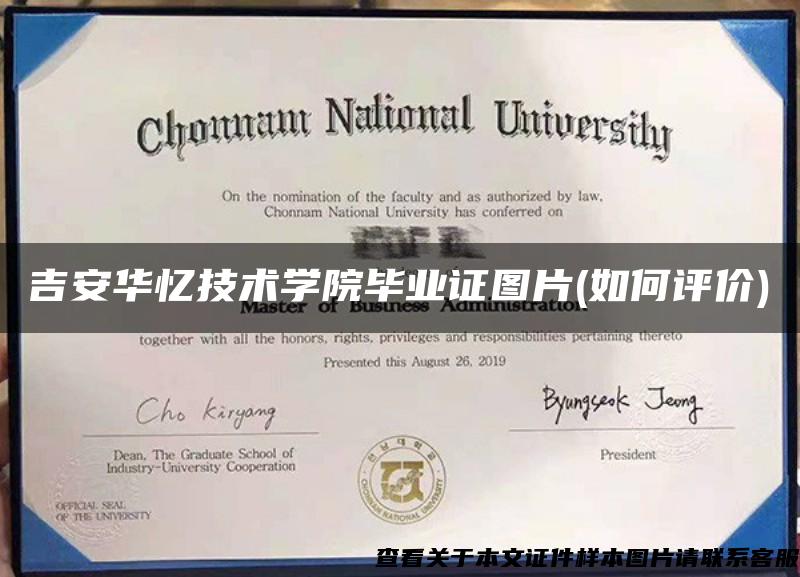 Chonnam National University
On the nomination of the faculty and as authorized by law,
Chonnam National University has conferred on
吉安华忆技术学院毕业证图片(如何评价)
Master of Business Administration
together with all the honors, rights, privileges and responsibilities pertaining thereto
Presented this August 26, 2019
Cho Kiryang
Byungseok Jeong
Dean, The Graduate School of
Industry-University Cooperation
President
전남대학교
CHONNAM NATIONAL UNIVERSITY
OFFICIAL SEAL
OF THE UNIVERSITY
查看关于本文证件样本图片请联系客服